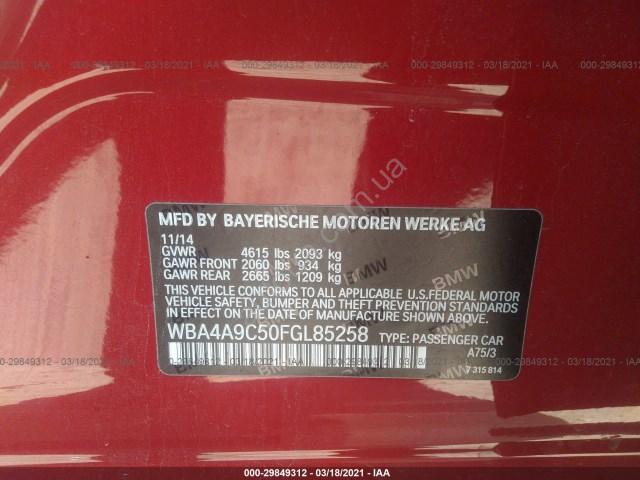 000-29849312 - 03/18/2021 - IAA
MFD BY BAYERISCHE MOTOREN WERKE AG
11/14
GVWR 4615 lbs 2093 kg
GAWR FRONT 2060 lbs 934 kg
GAWR REAR 2665 lbs 1209 kg
THIS VEHICLE CONFORMS TO ALL APPLICABLE U.S.FEDERAL MOTOR
VEHICLE SAFETY, BUMPER AND THEFT PREVENTION STANDARDS
IN EFFECT ON THE DATE OF MANUFACTURE SHOWN ABOVE.
WBA4A9C50FGL85258 TYPE: PASSENGER CAR
A75/3
7 315 814
BMW
000-29849312 - 03/18/2021 - IAA